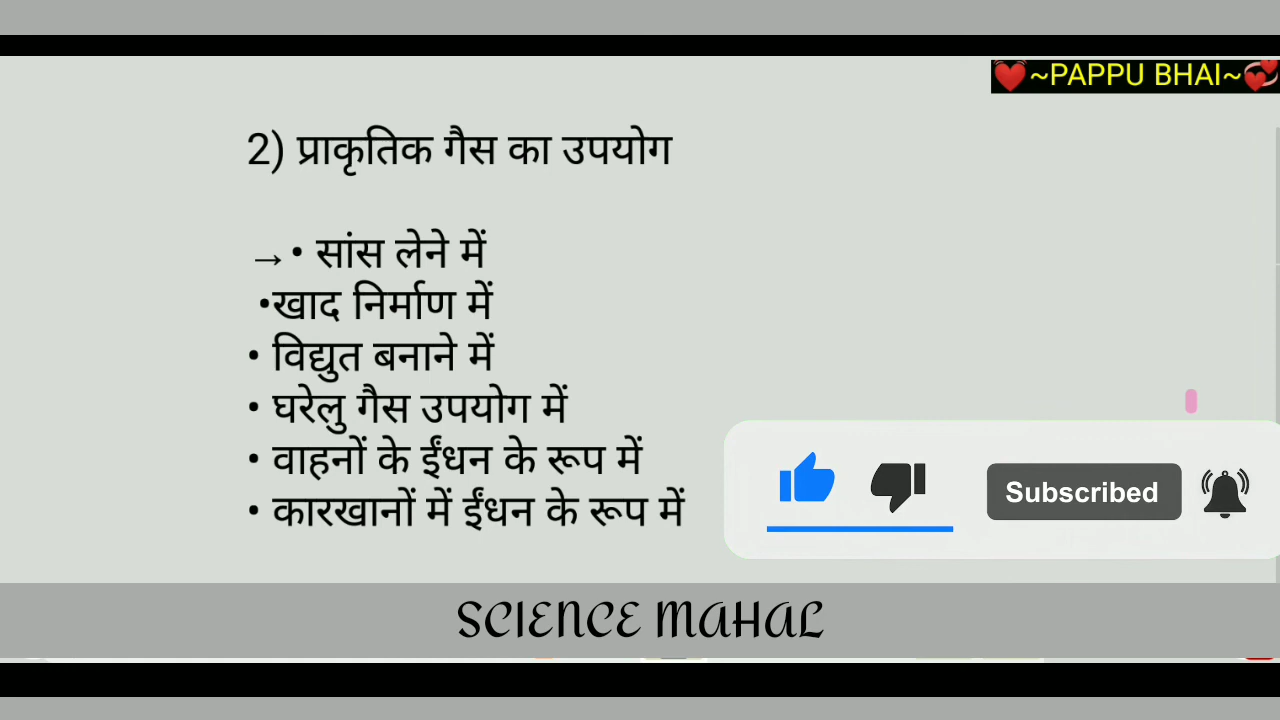 ❤️~PAPPU BHAI~💞
2) प्राकृतिक गैस का उपयोग
→• सांस लेने में
•खाद निर्माण में
• विद्युत बनाने में
• घरेलु गैस उपयोग में
• वाहनों के ईंधन के रूप में
• कारखानों में ईंधन के रूप में
Subscribed
SCIENCE MAHAL